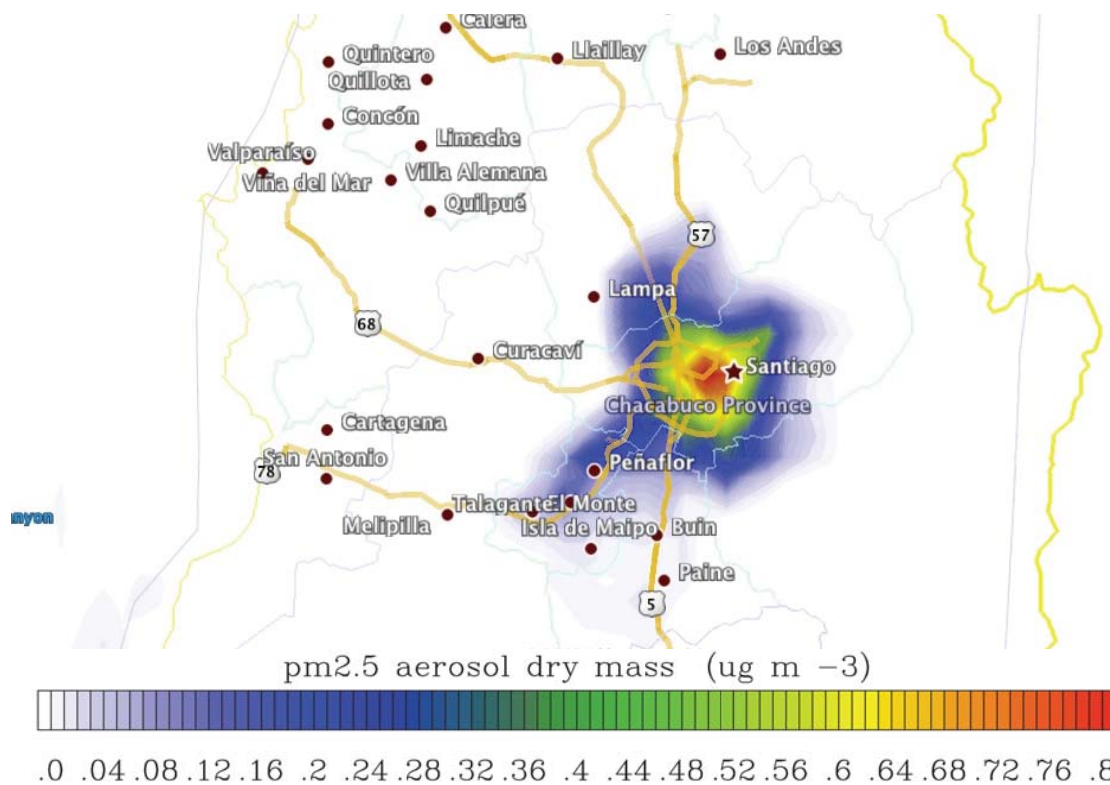 Calera
Llaillay
Los Andes
Quintero
Quillota
Concón
Limache
Valparaíso
Villa Alemana
Viña del Mar
Quilpué
57
Lampa
68
Curacaví
Santiago
Chacabuco Province
Cartagena
San Antonio
78
Peñaflor
Talagante El Monte
Melipilla
Isla de Maipo
Buin
nyon
Paine
5
pm2.5 aerosol dry mass (ug m −3)
.0 .04 .08 .12 .16 .2 .24 .28 .32 .36 .4 .44 .48 .52 .56 .6 .64 .68 .72 .76 .8